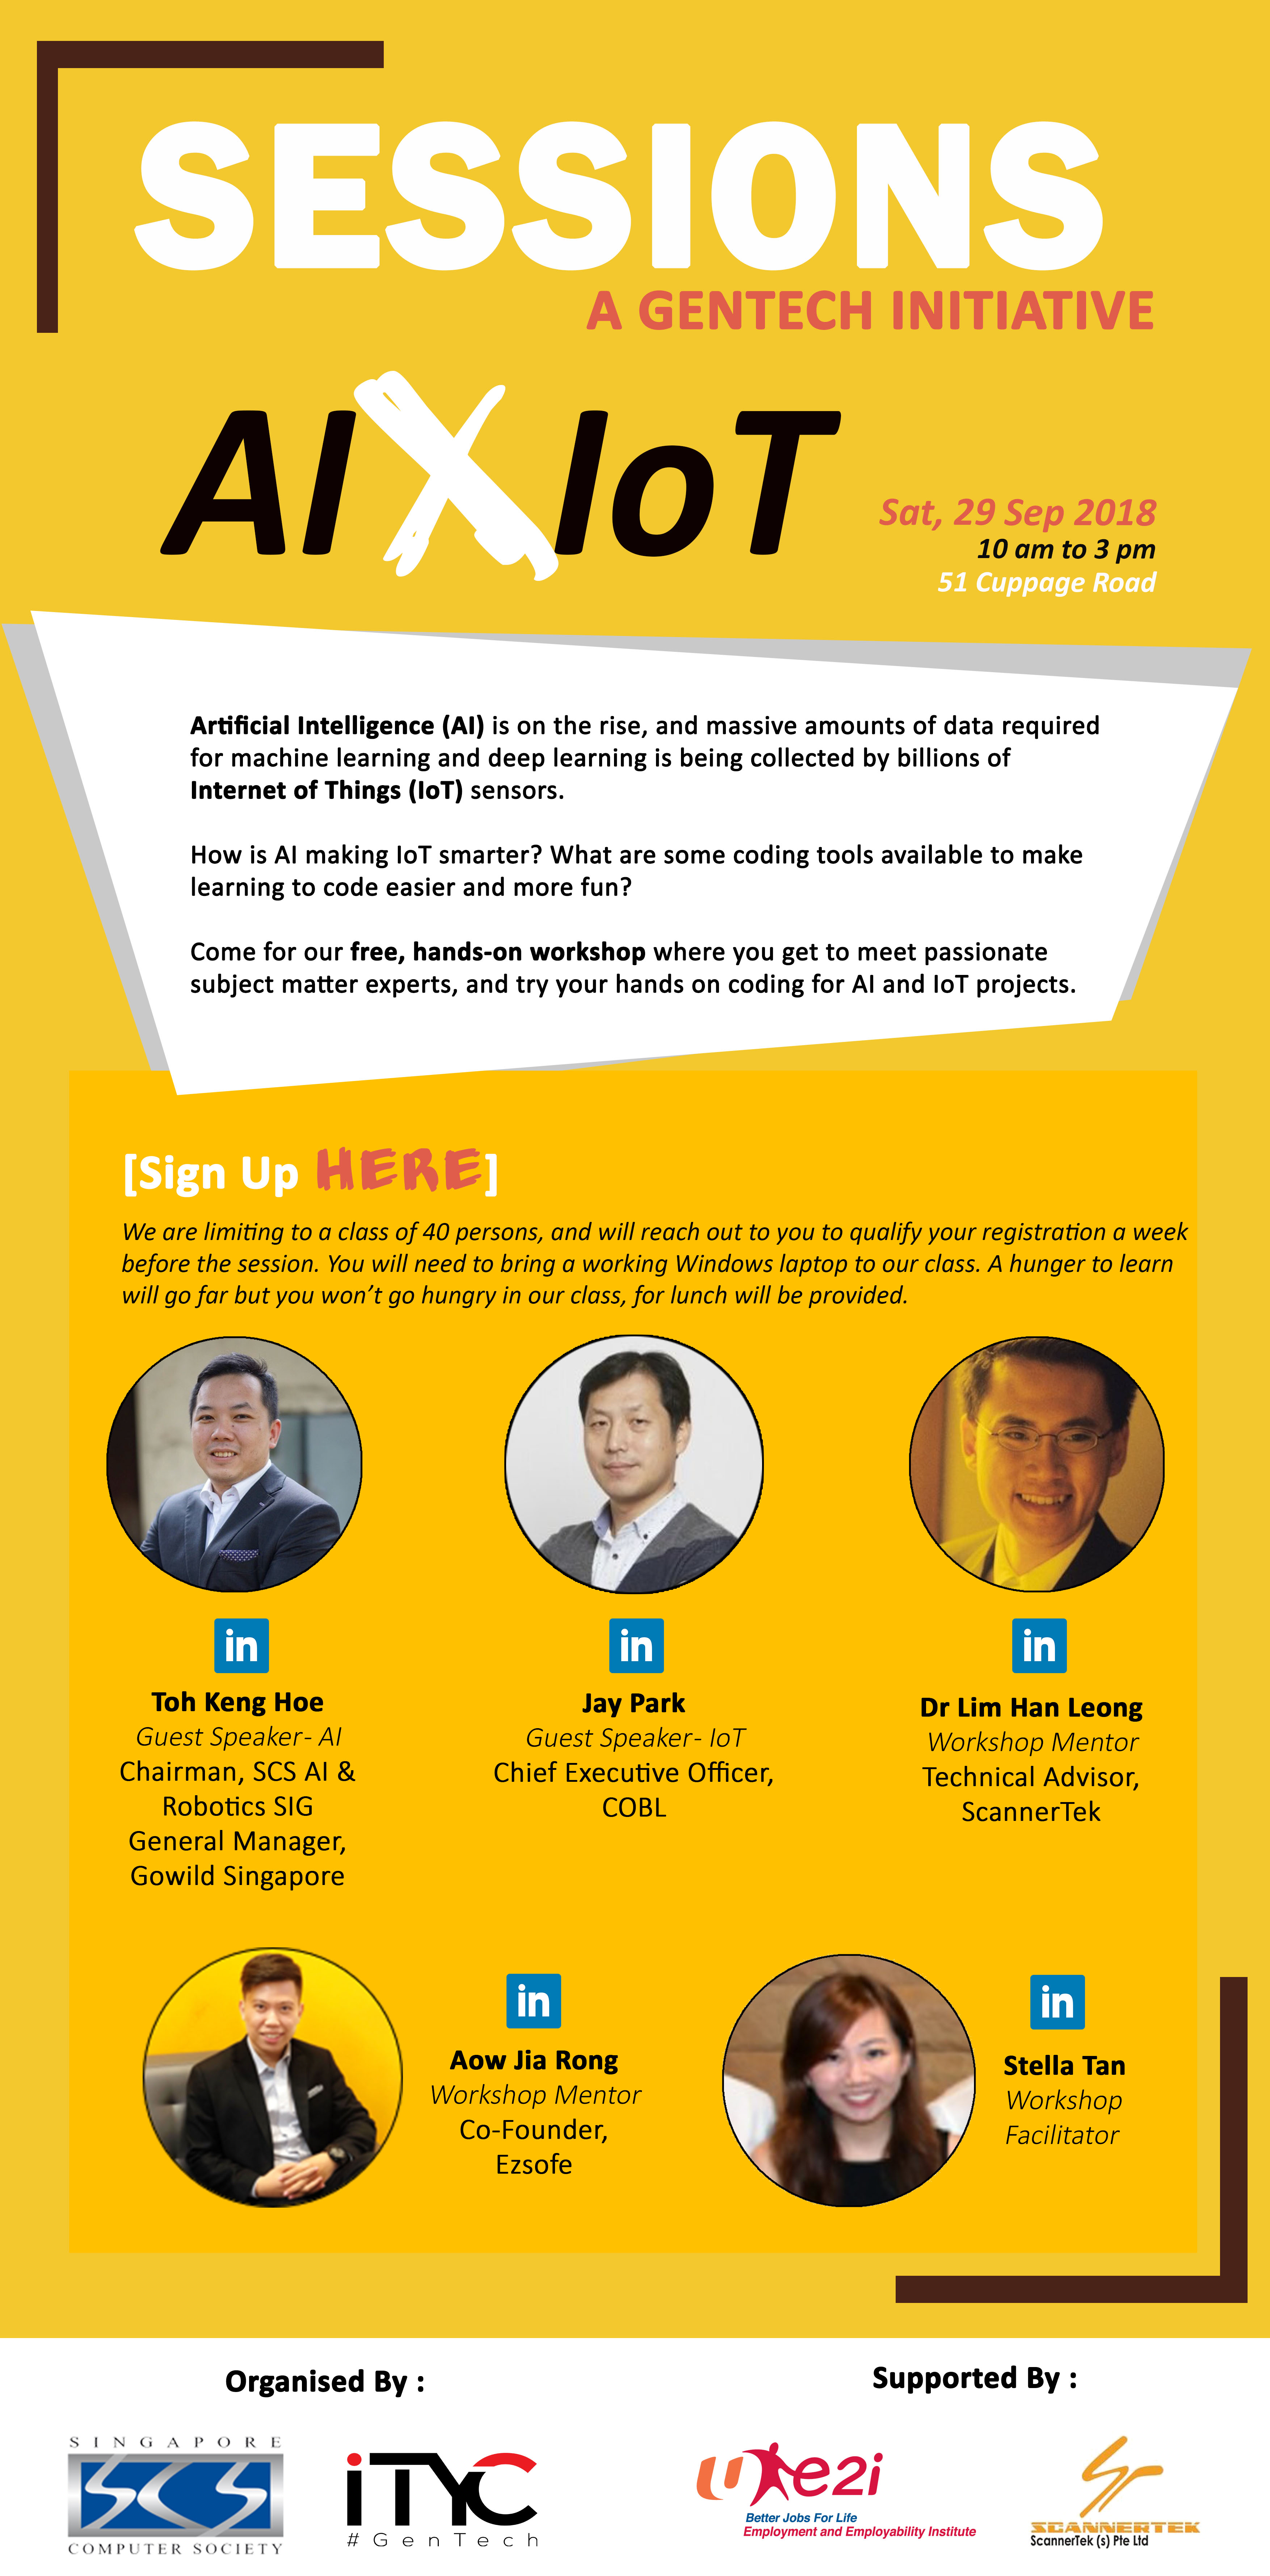 SESSIONS
A GENTECH INITIATIVE
AI X IoT
Sat, 29 Sep 2018
10 am to 3 pm
51 Cuppage Road
Artificial Intelligence (AI) is on the rise, and massive amounts of data required
for machine learning and deep learning is being collected by billions of
Internet of Things (IoT) sensors.
How is AI making IoT smarter? What are some coding tools available to make
learning to code easier and more fun?
Come for our free, hands-on workshop where you get to meet passionate
subject matter experts, and try your hands on coding for AI and IoT projects.
[Sign Up HERE]
We are limiting to a class of 40 persons, and will reach out to you to qualify your registration a week
before the session. You will need to bring a working Windows laptop to our class. A hunger to learn
will go far but you won't go hungry in our class, for lunch will be provided.
in
Toh Keng Hoe
Guest Speaker- AI
Chairman, SCS AI &
Robotics SIG
General Manager,
Gowild Singapore
in
Jay Park
Guest Speaker- IoT
Chief Executive Officer,
COBL
in
Dr Lim Han Leong
Workshop Mentor
Technical Advisor,
ScannerTek
in
Aow Jia Rong
Workshop Mentor
Co-Founder,
Ezsofe
in
Stella Tan
Workshop
Facilitator
Organised By :
SINGAPORE
SCS
COMPUTER SOCIETY
iTYC
#GenTech
Supported By :
U e2i
Better Jobs For Life
Employment and Employability Institute
SCANNERTEK
ScannerTek (s) Pte Ltd